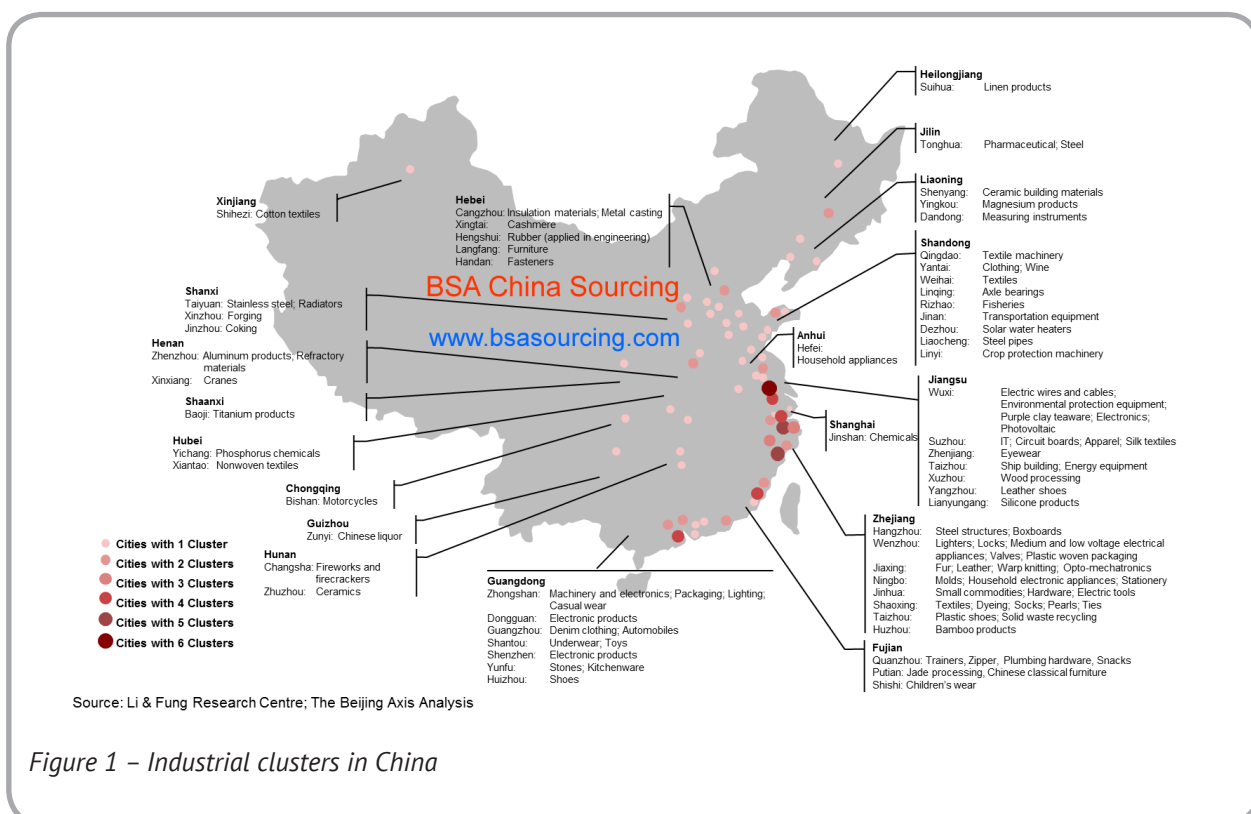 Heilongjiang
Suihua: Linen products
Jilin
Tonghua: Pharmaceutical; Steel
Liaoning
Shenyang: Ceramic building materials
Yingkou: Magnesium products
Dandong: Measuring instruments
Xinjiang
Shihezi: Cotton textiles
Hebei
Cangzhou: Insulation materials; Metal casting
Xingtai: Cashmere
Hengshui: Rubber (applied in engineering)
Langfang: Furniture
Handan: Fasteners
Shandong
Qingdao: Textile machinery
Yantai: Clothing; Wine
Weihai: Textiles
Linqing: Axle bearings
Rizhao: Fisheries
Jinan: Transportation equipment
Dezhou: Solar water heaters
Liaocheng: Steel pipes
Linyi: Crop protection machinery
BSA China Sourcing
www.bsasourcing.com
Shanxi
Taiyuan: Stainless steel; Radiators
Xinzhou: Forging
Jinzhou: Coking
Henan
Zhenzhou: Aluminum products; Refractory
materials
Xinxiang: Cranes
Shaanxi
Baoji: Titanium products
Hubei
Yichang: Phosphorus chemicals
Xiantao: Nonwoven textiles
Chongqing
Bishan: Motorcycles
Guizhou
Zunyi: Chinese liquor
Hunan
Changsha: Fireworks and
firecrackers
Zhuzhou: Ceramics
Anhui
Hefei:
Household appliances
Shanghai
Jinshan: Chemicals
Jiangsu
Wuxi: Electric wires and cables;
Environmental protection equipment;
Purple clay teaware; Electronics;
Photovoltaic
Suzhou: IT; Circuit boards; Apparel; Silk textiles
Zhenjiang: Eyewear
Taizhou: Ship building; Energy equipment
Xuzhou: Wood processing
Yangzhou: Leather shoes
Lianyungang: Silicone products
Zhejiang
Hangzhou: Steel structures; Boxboards
Wenzhou: Lighters; Locks; Medium and low voltage electrical
appliances; Valves; Plastic woven packaging
Jiaxing: Fur; Leather; Warp knitting; Opto-mechatronics
Ningbo: Molds; Household electronic appliances; Stationery
Jinhua: Small commodities; Hardware; Electric tools
Shaoxing: Textiles; Dyeing; Socks; Pearls; Ties
Taizhou: Plastic shoes; Solid waste recycling
Huzhou: Bamboo products
Fujian
Quanzhou: Trainers, Zipper, Plumbing hardware, Snacks
Putian: Jade processing, Chinese classical furniture
Shishi: Children's wear
Guangdong
Zhongshan: Machinery and electronics; Packaging; Lighting;
Casual wear
Dongguan: Electronic products
Guangzhou: Denim clothing; Automobiles
Shantou: Underwear; Toys
Shenzhen: Electronic products
Yunfu: Stones; Kitchenware
Huizhou: Shoes
Cities with 1 Cluster
Cities with 2 Clusters
Cities with 3 Clusters
Cities with 4 Clusters
Cities with 5 Clusters
Cities with 6 Clusters
Source: Li & Fung Research Centre; The Beijing Axis Analysis
Figure 1 – Industrial clusters in China